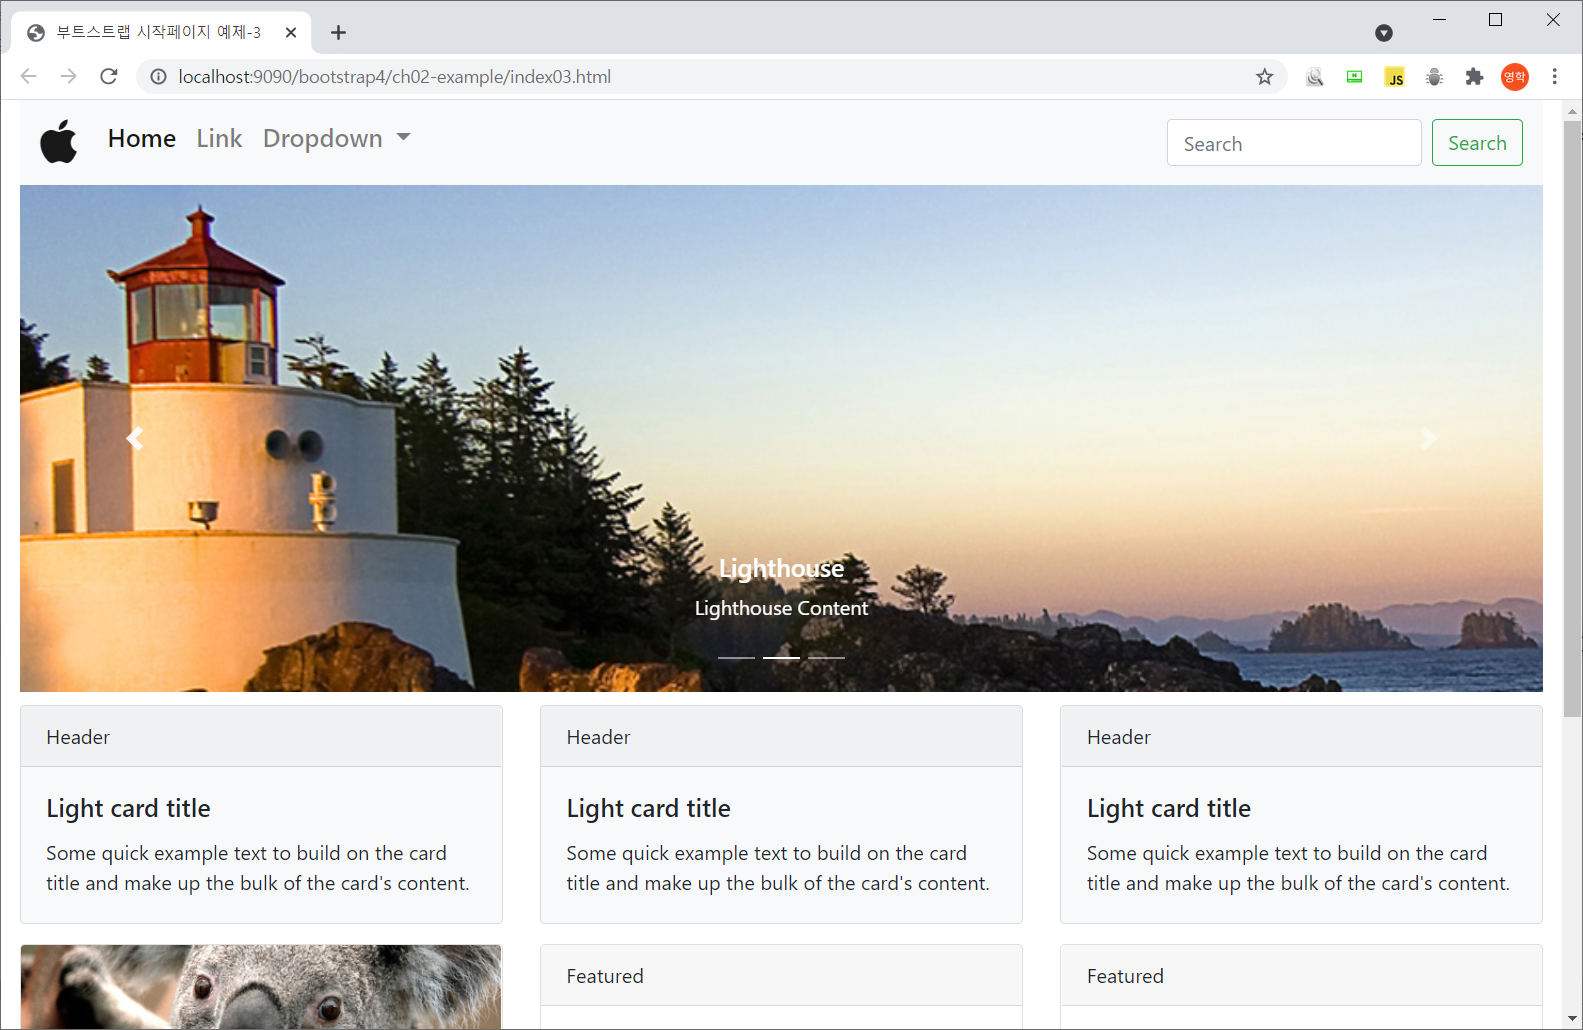 부트스트랩 시작페이지 예제-3
localhost:9090/bootstrap4/ch02-example/index03.html
JS
영학
Home Link Dropdown Search Search
Lighthouse
Lighthouse Content
Header
Light card title
Some quick example text to build on the card
title and make up the bulk of the card's content.
Header
Light card title
Some quick example text to build on the card
title and make up the bulk of the card's content.
Header
Light card title
Some quick example text to build on the card
title and make up the bulk of the card's content.
Featured
Featured